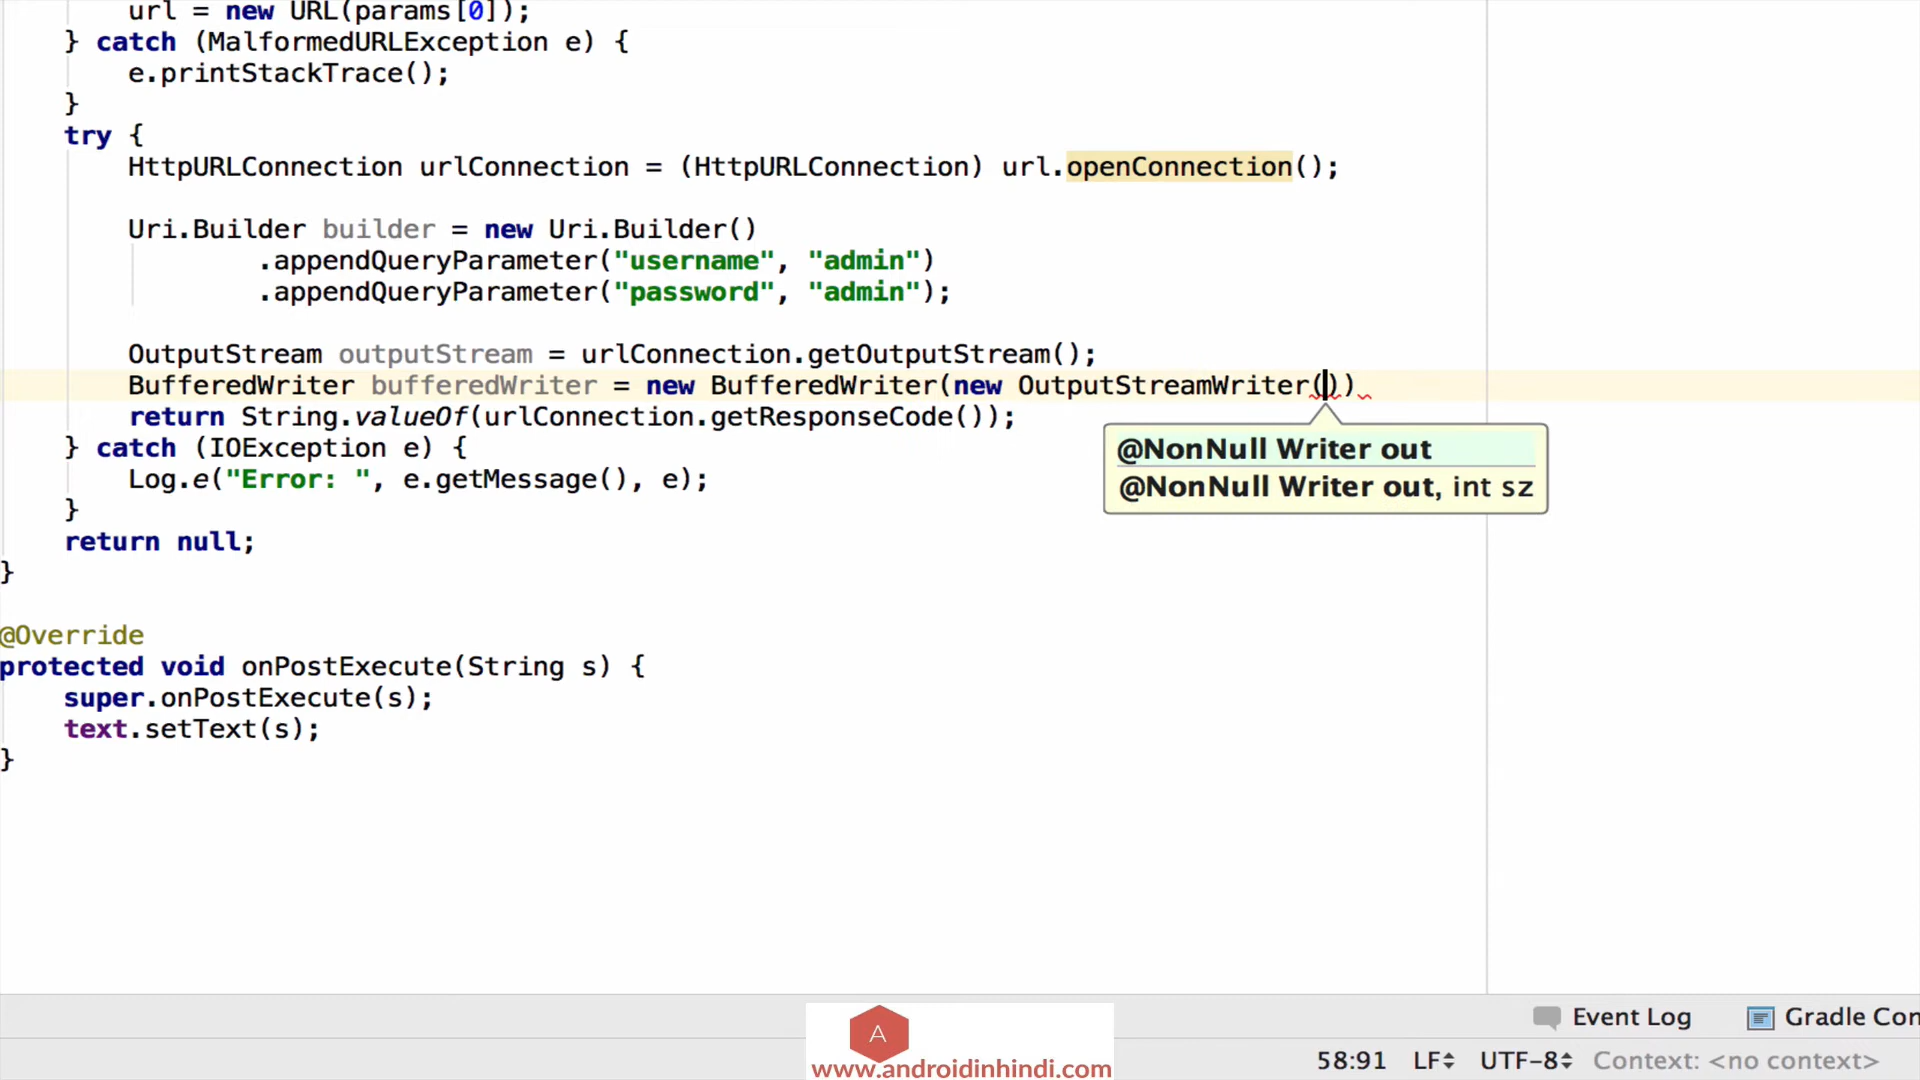 url = new URL(params[0]);
} catch (MalformedURLException e) {
e.printStackTrace();
}
try {
HttpURLConnection urlConnection = (HttpURLConnection) url.openConnection();
Uri.Builder builder = new Uri.Builder()
.appendQueryParameter("username", "admin")
.appendQueryParameter("password", "admin");
OutputStream outputStream = urlConnection.getOutputStream();
BufferedWriter bufferedWriter = new BufferedWriter(new OutputStreamWriter())
return String.valueOf(urlConnection.getResponseCode());
@NonNull Writer out
@NonNull Writer out, int sz
} catch (IOException e) {
Log.e("Error: ", e.getMessage(), e);
}
return null;
}
@Override
protected void onPostExecute(String s) {
super.onPostExecute(s);
text.setText(s);
}
Event Log Gradle Con
A
www.androidinhindi.com
58:91 LF UTF-8 Context: <no context>